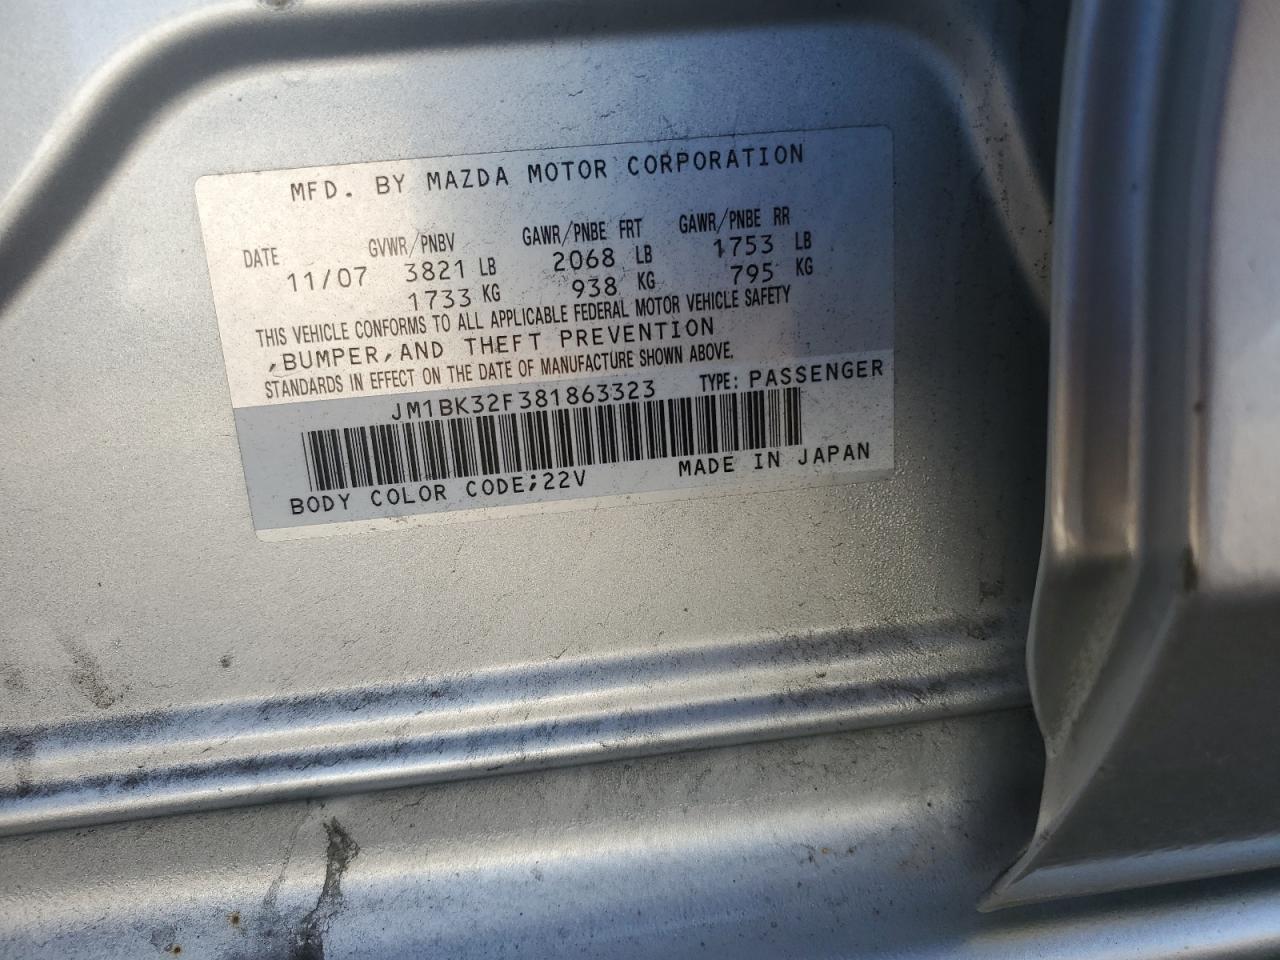 MFD. BY MAZDA MOTOR CORPORATION
DATE GVWR/PNBV GAWR/PNBE FRT GAWR/PNBE RR
11/07 3821 LB 2068 LB 1753 LB
1733 KG 938 KG 795 KG
THIS VEHICLE CONFORMS TO ALL APPLICABLE FEDERAL MOTOR VEHICLE SAFETY
,BUMPER,AND THEFT PREVENTION
STANDARDS IN EFFECT ON THE DATE OF MANUFACTURE SHOWN ABOVE.
JM1BK32F381863323 TYPE: PASSENGER
BODY COLOR CODE;22V MADE IN JAPAN